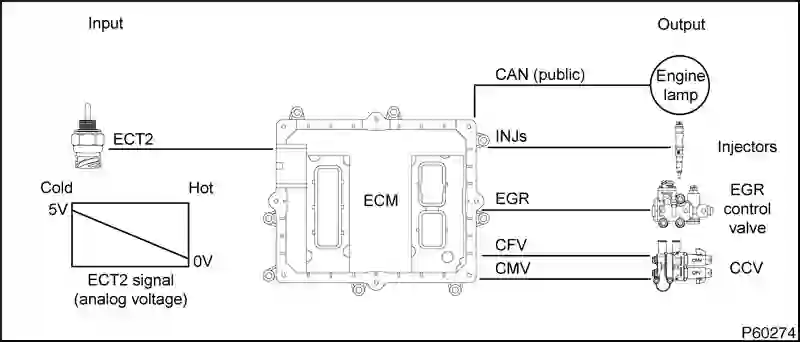 Input
Output
CAN (public)
Engine
lamp
ECT2
INJs
Injectors
Cold
Hot
5V
0V
ECT2 signal
(analog voltage)
ECM
EGR
EGR
control
valve
CFV
CMV
CCV
P60274